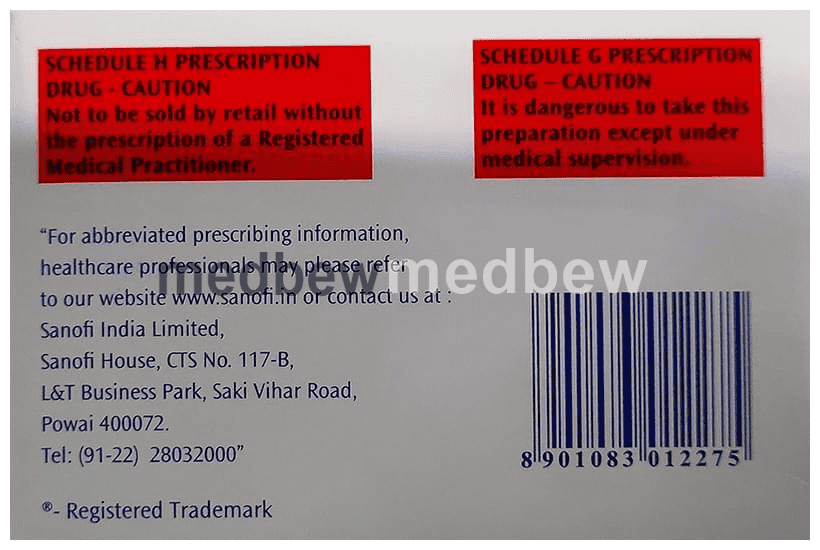 SCHEDULE H PRESCRIPTION
DRUG - CAUTION
Not to be sold by retail without
the prescription of a Registered
Medical Practitioner.
SCHEDULE G PRESCRIPTION
DRUG – CAUTION
It is dangerous to take this
preparation except under
medical supervision.
“For abbreviated prescribing information,
healthcare professionals may please refer
to our website www.sanofi.in or contact us at :
Sanofi India Limited,
Sanofi House, CTS No. 117-B,
L&T Business Park, Saki Vihar Road,
Powai 400072.
Tel: (91-22) 28032000”
®- Registered Trademark
medbew medbew
8 901083 012275